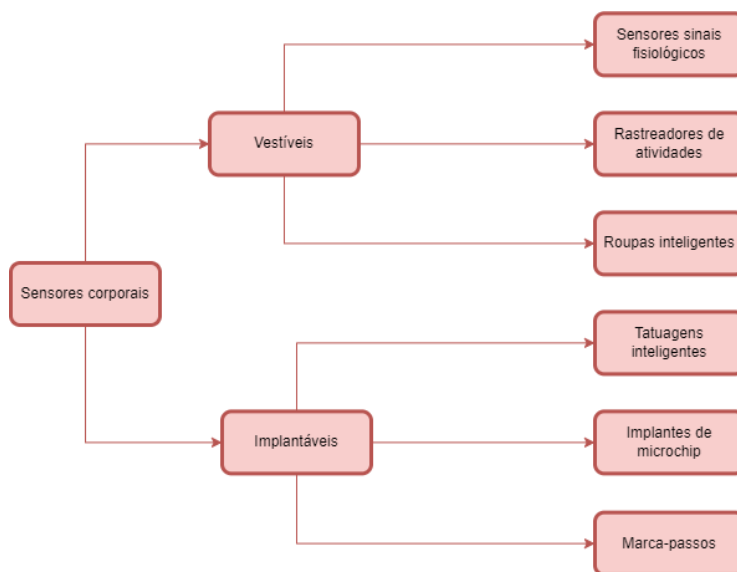 Sensores sinais
fisiológicos
Vestíveis
Rastreadores de
atividades
Roupas inteligentes
Sensores corporais
Tatuagens
inteligentes
Implantáveis
Implantes de
microchip
Marca-passos